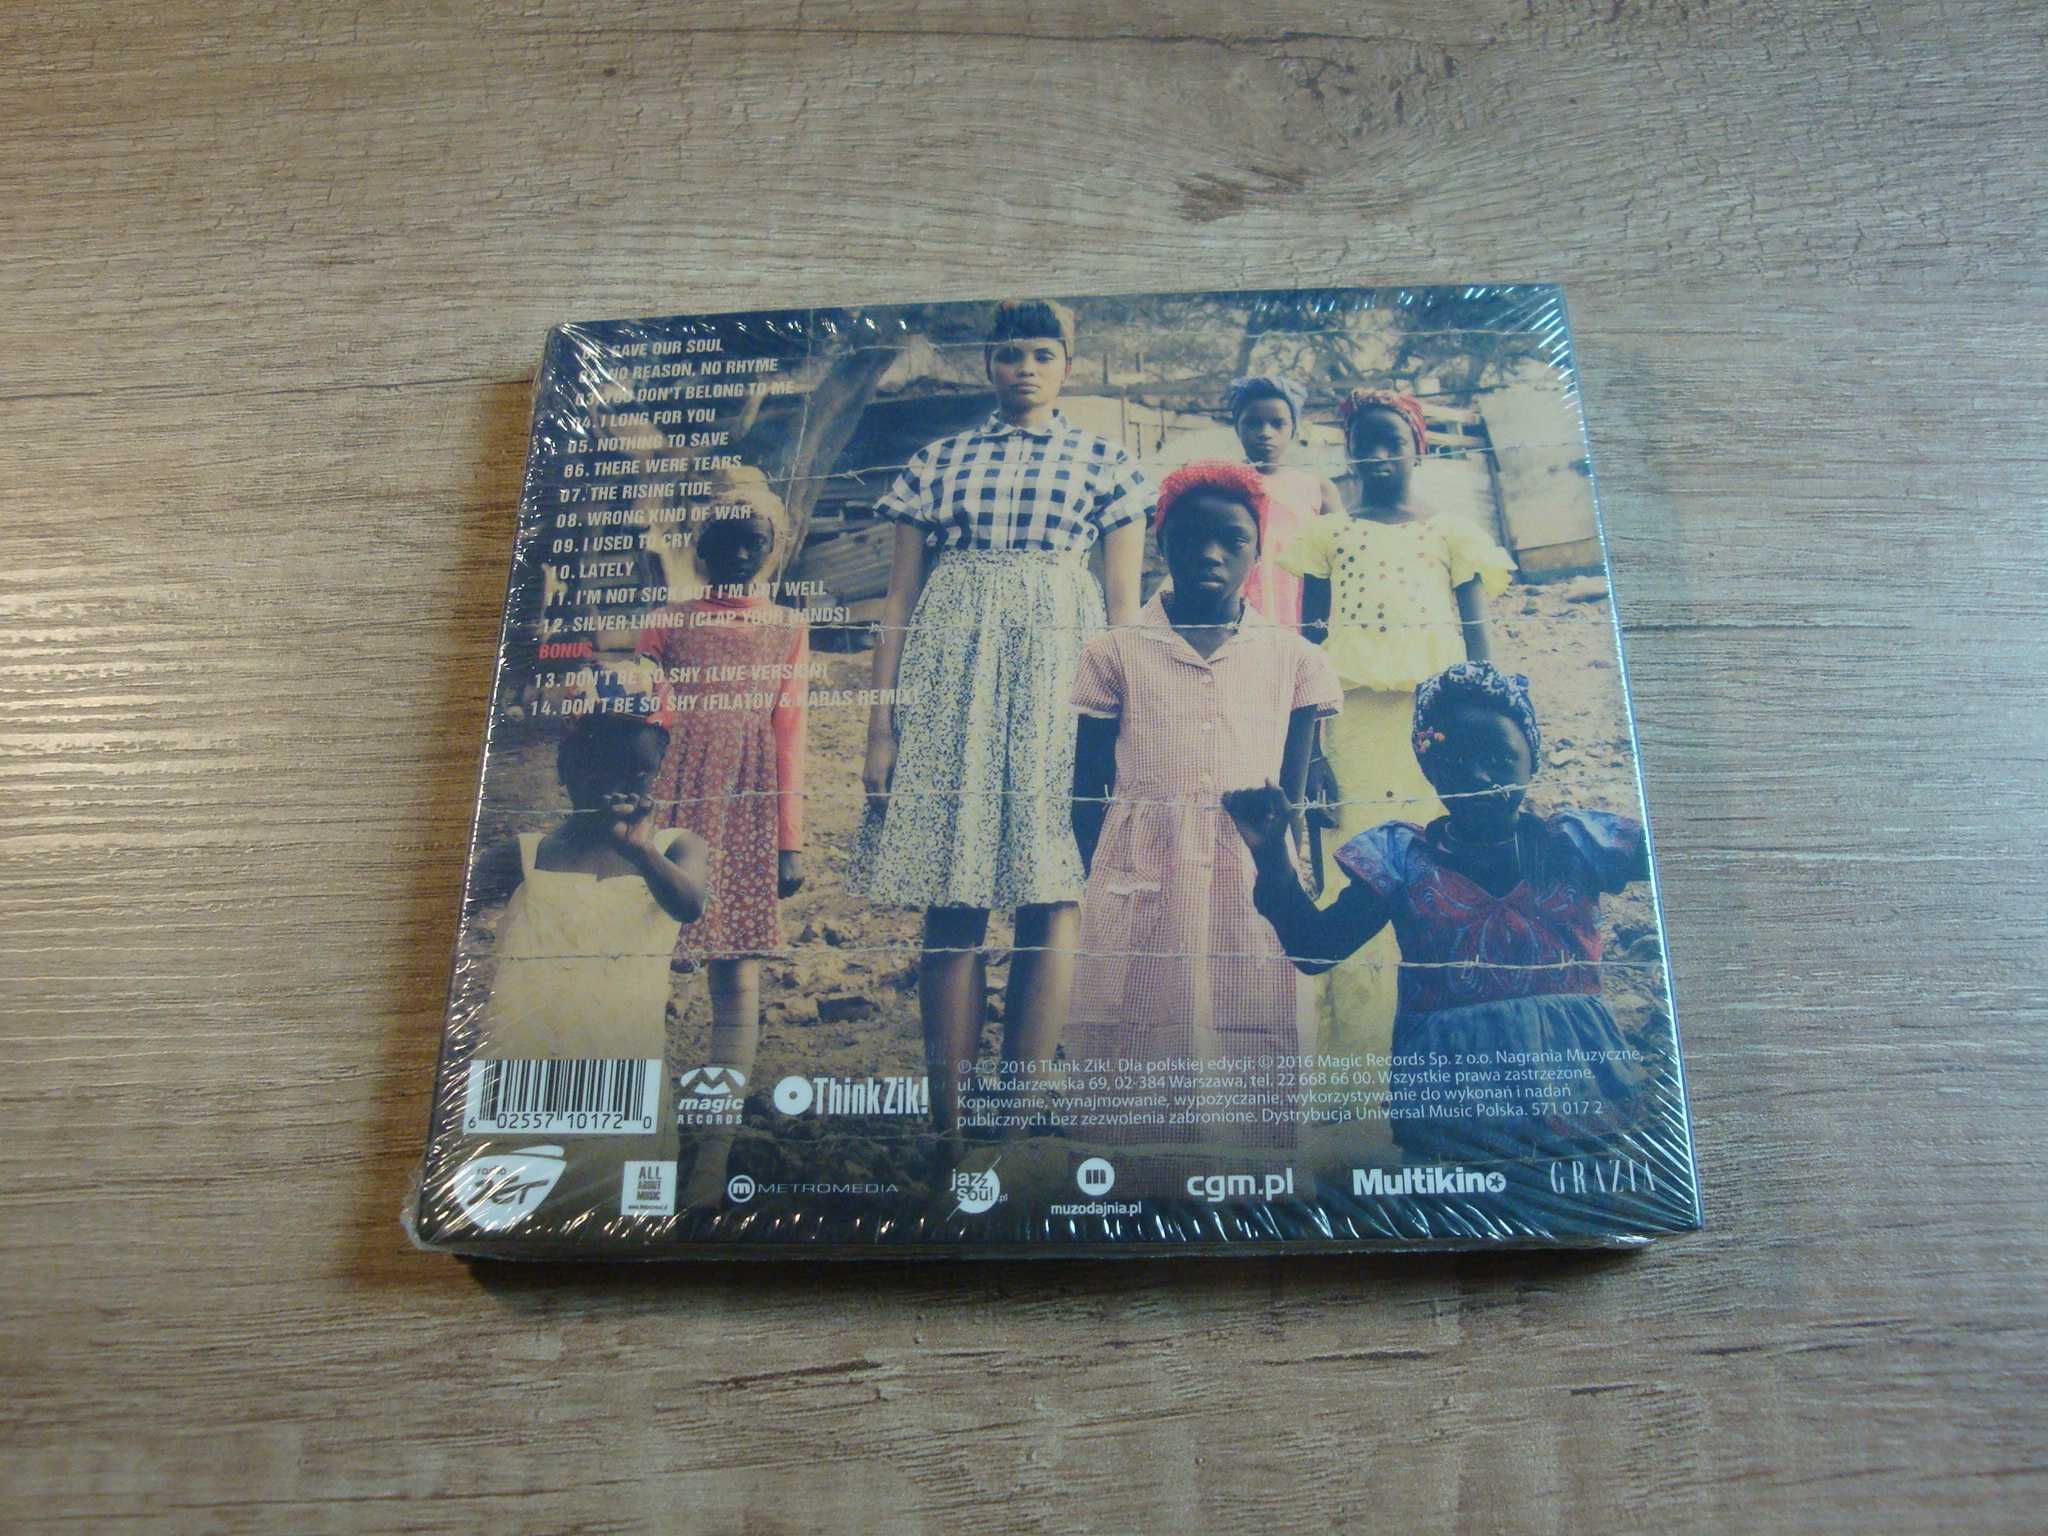 01. SAVE OUR SOUL
02. NO REASON, NO RHYME
03. YOU DON'T BELONG TO ME
04. I LONG FOR YOU
05. NOTHING TO SAVE
06. THERE WERE TEARS
07. THE RISING TIDE
08. WRONG KIND OF WAR
09. I USED TO CRY
10. LATELY
11. I'M NOT SICK BUT I'M NOT WELL
12. SILVER LINING (CLAP YOUR HANDS)
BONUS
13. DON'T BE SO SHY (LIVE VERSION)
14. DON'T BE SO SHY (FILATOV & KARAS REMIX)
6 02557 10172 0
magic
RECORDS
ThinkZik!
℗+© 2016 Think Zik!. Dla polskiej edycji: © 2016 Magic Records Sp. z o.o. Nagrania Muzyczne,
ul. Włodarzewska 69, 02-384 Warszawa, tel. 22 668 66 00. Wszystkie prawa zastrzeżone.
Kopiowanie, wynajmowanie, wypożyczanie, wykorzystywanie do wykonań i nadań
publicznych bez zezwolenia zabronione. Dystrybucja Universal Music Polska. 571 017 2
radio
ALL
ABOUT
MUSIC
METROMEDIA
jazz
soul.pl
m
muzodajnia.pl
cgm.pl
Multikino
GRAZIA